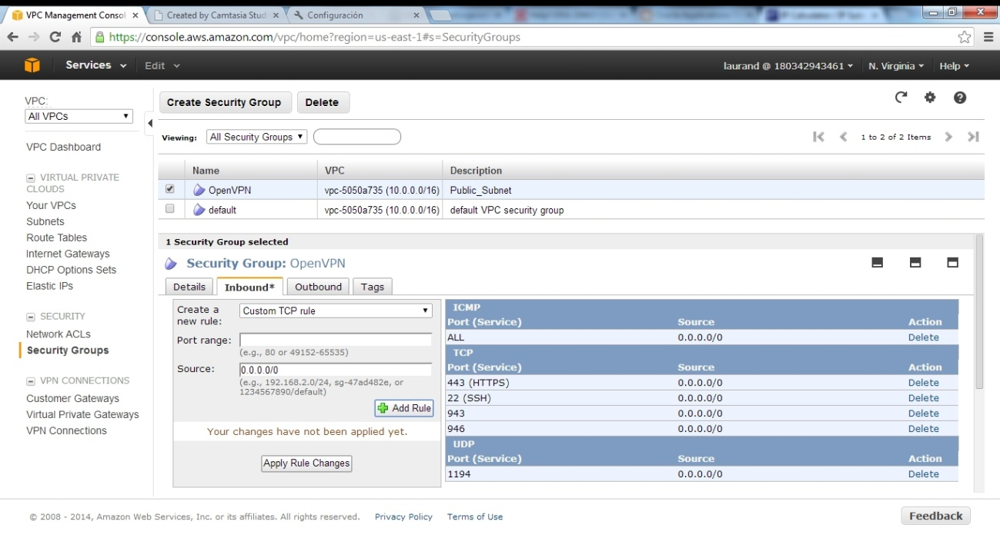 VPC Management Consol
Created by Camtasia Stud
Configuración
https://console.aws.amazon.com/vpc/home?region=us-east-1#s=SecurityGroups
Services Edit laurand @ 180342943461 N. Virginia Help
VPC:
All VPCs
VPC Dashboard
VIRTUAL PRIVATE
CLOUDS
Your VPCs
Subnets
Route Tables
Internet Gateways
DHCP Options Sets
Elastic IPs
SECURITY
Network ACLs
Security Groups
VPN CONNECTIONS
Customer Gateways
Virtual Private Gateways
VPN Connections
Create Security Group Delete
Viewing: All Security Groups 1 to 2 of 2 Items
Name VPC Description
OpenVPN vpc-5050a735 (10.0.0.0/16) Public_Subnet
default vpc-5050a735 (10.0.0.0/16) default VPC security group
1 Security Group selected
Security Group: OpenVPN
Details Inbound* Outbound Tags
Create a
new rule:
Custom TCP rule
Port range:
(e.g., 80 or 49152-65535)
Source: 0.0.0.0/0
(e.g., 192.168.2.0/24, sg-47ad482e, or
1234567890/default)
Add Rule
Your changes have not been applied yet.
Apply Rule Changes
ICMP
Port (Service) Source Action
ALL 0.0.0.0/0 Delete
TCP
Port (Service) Source Action
443 (HTTPS) 0.0.0.0/0 Delete
22 (SSH) 0.0.0.0/0 Delete
943 0.0.0.0/0 Delete
946 0.0.0.0/0 Delete
UDP
Port (Service) Source Action
1194 0.0.0.0/0 Delete
© 2008 - 2014, Amazon Web Services, Inc. or its affiliates. All rights reserved. Privacy Policy Terms of Use
Feedback